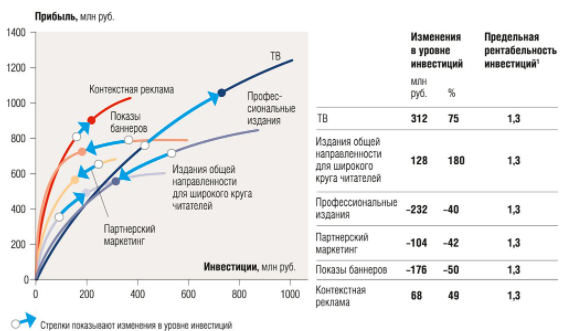 Прибыль, млн руб.
1400
1200
1000
800
600
400
200
0
0 200 400 600 800 1000
Инвестиции, млн руб.
ТВ
Контекстная реклама
Профес-
сиональные
издания
Показы
баннеров
Издания общей
направленности
для широкого круга
читателей
Партнерский
маркетинг
Стрелки показывают изменения в уровне инвестиций
Изменения
в уровне
инвестиций
Предельная
рентабельность
инвестиций¹
млн
руб. %
ТВ 312 75 1,3
Издания общей
направленности
для широкого
круга читателей
128 180 1,3
Профессиональные
издания
–232 –40 1,3
Партнерский
маркетинг
–104 –42 1,3
Показы баннеров –176 –50 1,3
Контекстная
реклама
68 49 1,3